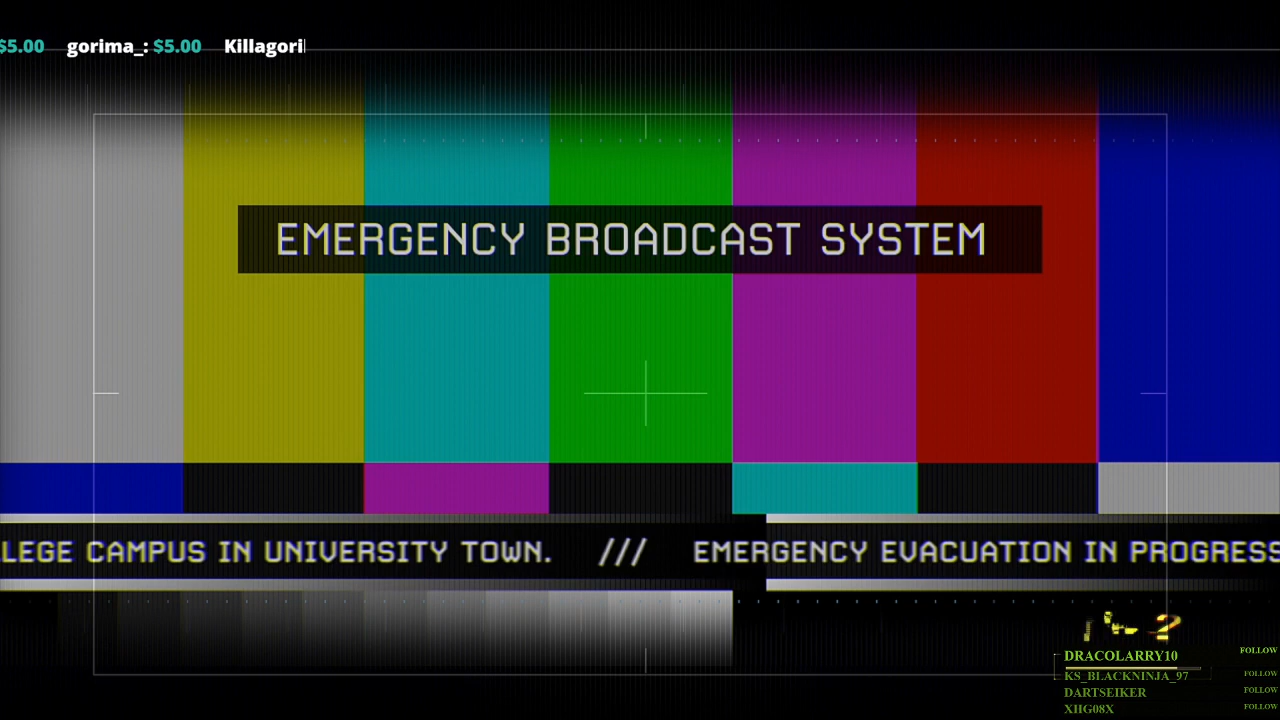 $5.00 gorima_: $5.00 Killagori
EMERGENCY BROADCAST SYSTEM
LEGE CAMPUS IN UNIVERSITY TOWN. /// EMERGENCY EVACUATION IN PROGRESS
?
DRACOLARRY10 FOLLOW
KS_BLACKNINJA_97 FOLLOW
DARTSEIKER FOLLOW
XIIG08X FOLLOW